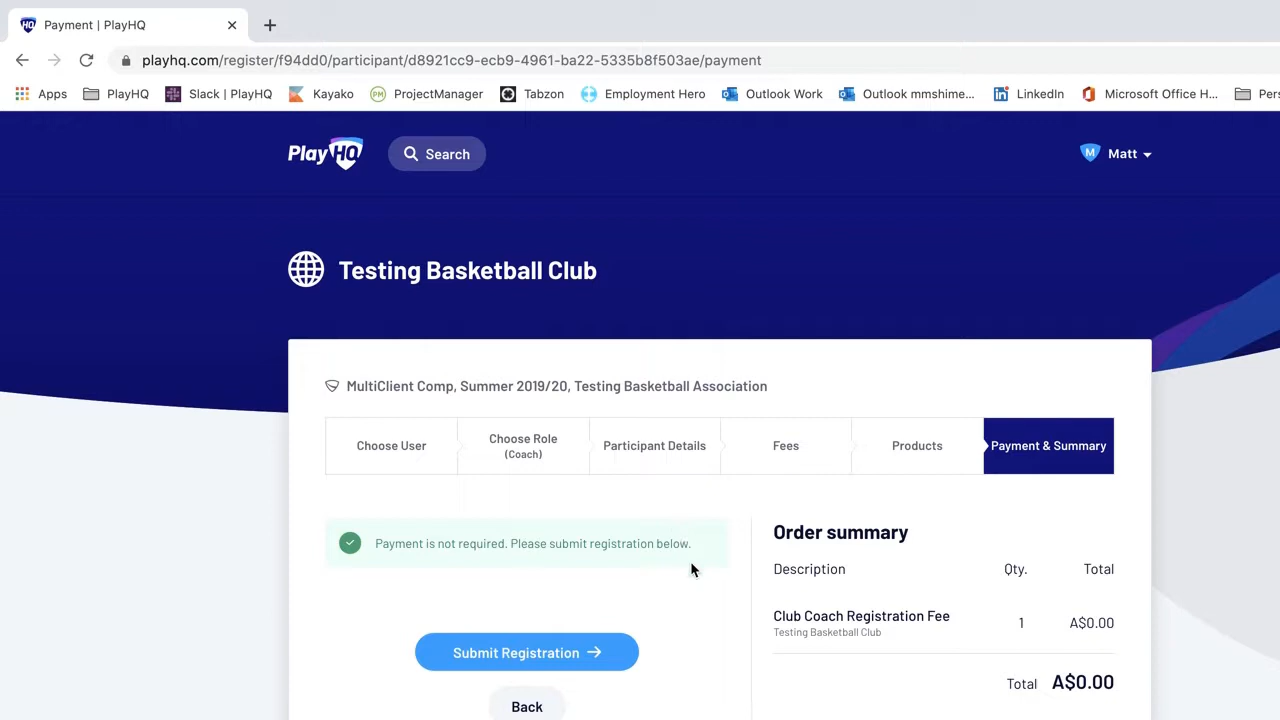 Payment | PlayHQ
playhq.com/register/f94dd0/participant/d8921cc9-ecb9-4961-ba22-5335b8f503ae/payment
Apps PlayHQ Slack | PlayHQ Kayako PM ProjectManager Tabzon Employment Hero Outlook Work Outlook mmshime... LinkedIn Microsoft Office H... Pers
Play HQ Search M Matt
Testing Basketball Club
MultiClient Comp, Summer 2019/20, Testing Basketball Association
Choose User
Choose Role
(Coach)
Participant Details
Fees
Products
Payment & Summary
Payment is not required. Please submit registration below.
Submit Registration
Back
Order summary
Description Qty. Total
Club Coach Registration Fee 1 A$0.00
Testing Basketball Club
Total A$0.00